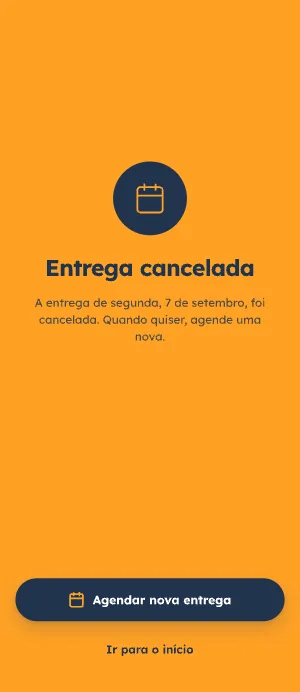 Entrega cancelada
A entrega de segunda, 7 de setembro, foi
cancelada. Quando quiser, agende uma
nova.
Agendar nova entrega
Ir para o início